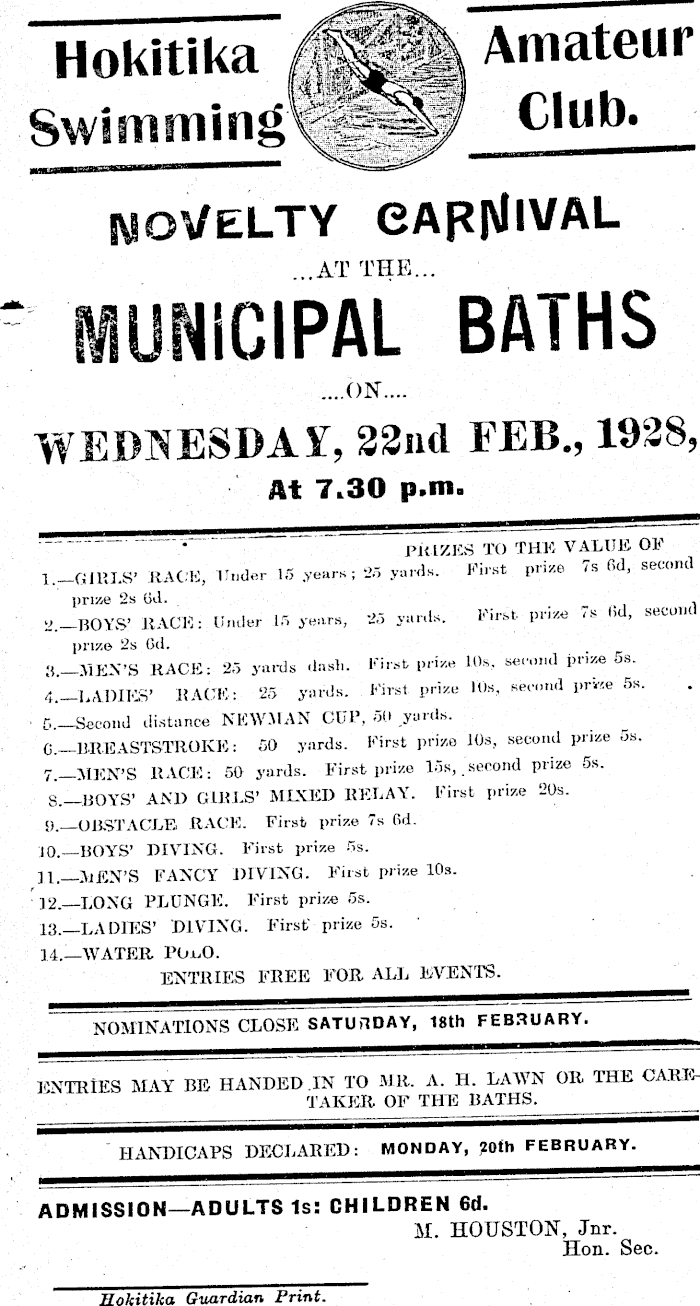 Hokitika Amateur
Swimming Club.
NOVELTY CARNIVAL
...AT THE...
MUNICIPAL BATHS
....ON....
WEDNESDAY, 22nd FEB., 1928,
At 7.30 p.m.
PRIZES TO THE VALUE OF
1.—GIRLS' RACE, Under 15 years; 25 yards. First prize 7s 6d, second
prize 2s 6d.
2.—BOYS' RACE: Under 15 years, 25 yards. First prize 7s 6d, second
prize 2s 6d.
3.—MEN'S RACE: 25 yards dash. First prize 10s, second prize 5s.
4.—LADIES' RACE: 25 yards. First prize 10s, second prize 5s.
5.—Second distance NEWMAN CUP, 50 yards.
6.—BREASTSTROKE: 50 yards. First prize 10s, second prize 5s.
7.—MEN'S RACE: 50 yards. First prize 15s, second prize 5s.
8.—BOYS' AND GIRLS' MIXED RELAY. First prize 20s.
9.—OBSTACLE RACE. First prize 7s 6d.
10.—BOYS' DIVING. First prize 5s.
11.—MEN'S FANCY DIVING. First prize 10s.
12.—LONG PLUNGE. First prize 5s.
13.—LADIES' DIVING. First prize 5s.
14.—WATER POLO.
ENTRIES FREE FOR ALL EVENTS.
NOMINATIONS CLOSE SATURDAY, 18th FEBRUARY.
ENTRIES MAY BE HANDED IN TO MR. A. H. LAWN OR THE CARE-
TAKER OF THE BATHS.
HANDICAPS DECLARED: MONDAY, 20th FEBRUARY.
ADMISSION—ADULTS 1s: CHILDREN 6d.
M. HOUSTON, Jnr.
Hon. Sec.
Hokitika Guardian Print.